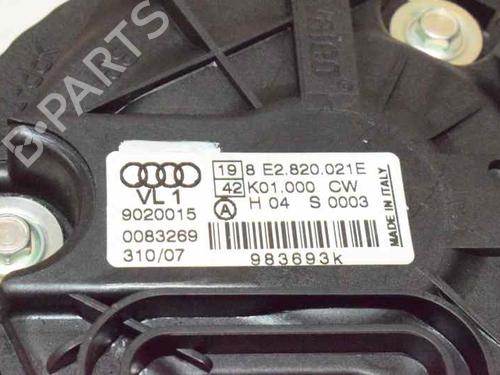 VL 1
9020015
0083269
310/07
19 8 E2.820.021E
42 K01.000 CW
A H 04 S 0003
983693k
MADE IN ITALY
valeo
B-PARTS